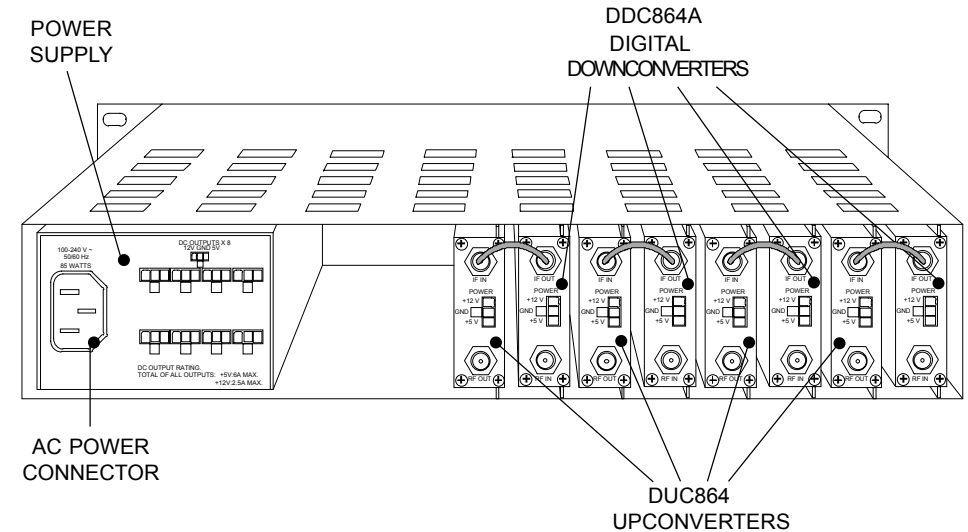 DDC864A
DIGITAL
DOWNCONVERTERS
POWER
SUPPLY
100-240 V ~
50/60 Hz
85 WATTS
DC OUTPUTS X 8
12V GND 5V
DC OUTPUT RATING.
TOTAL OF ALL OUTPUTS: +5V:6A MAX.
+12V:2.5A MAX.
IF IN
POWER
+12 V
GND
+5 V
RF OUT
IF OUT
POWER
+12 V
GND
+5 V
RF IN
IF IN
POWER
+12 V
GND
+5 V
RF OUT
IF OUT
POWER
+12 V
GND
+5 V
RF IN
IF IN
POWER
+12 V
GND
+5 V
RF OUT
IF OUT
POWER
+12 V
GND
+5 V
RF IN
IF IN
POWER
+12 V
GND
+5 V
RF IN
IF OUT
POWER
+12 V
GND
+5 V
RF IN
AC POWER
CONNECTOR
DUC864
UPCONVERTERS